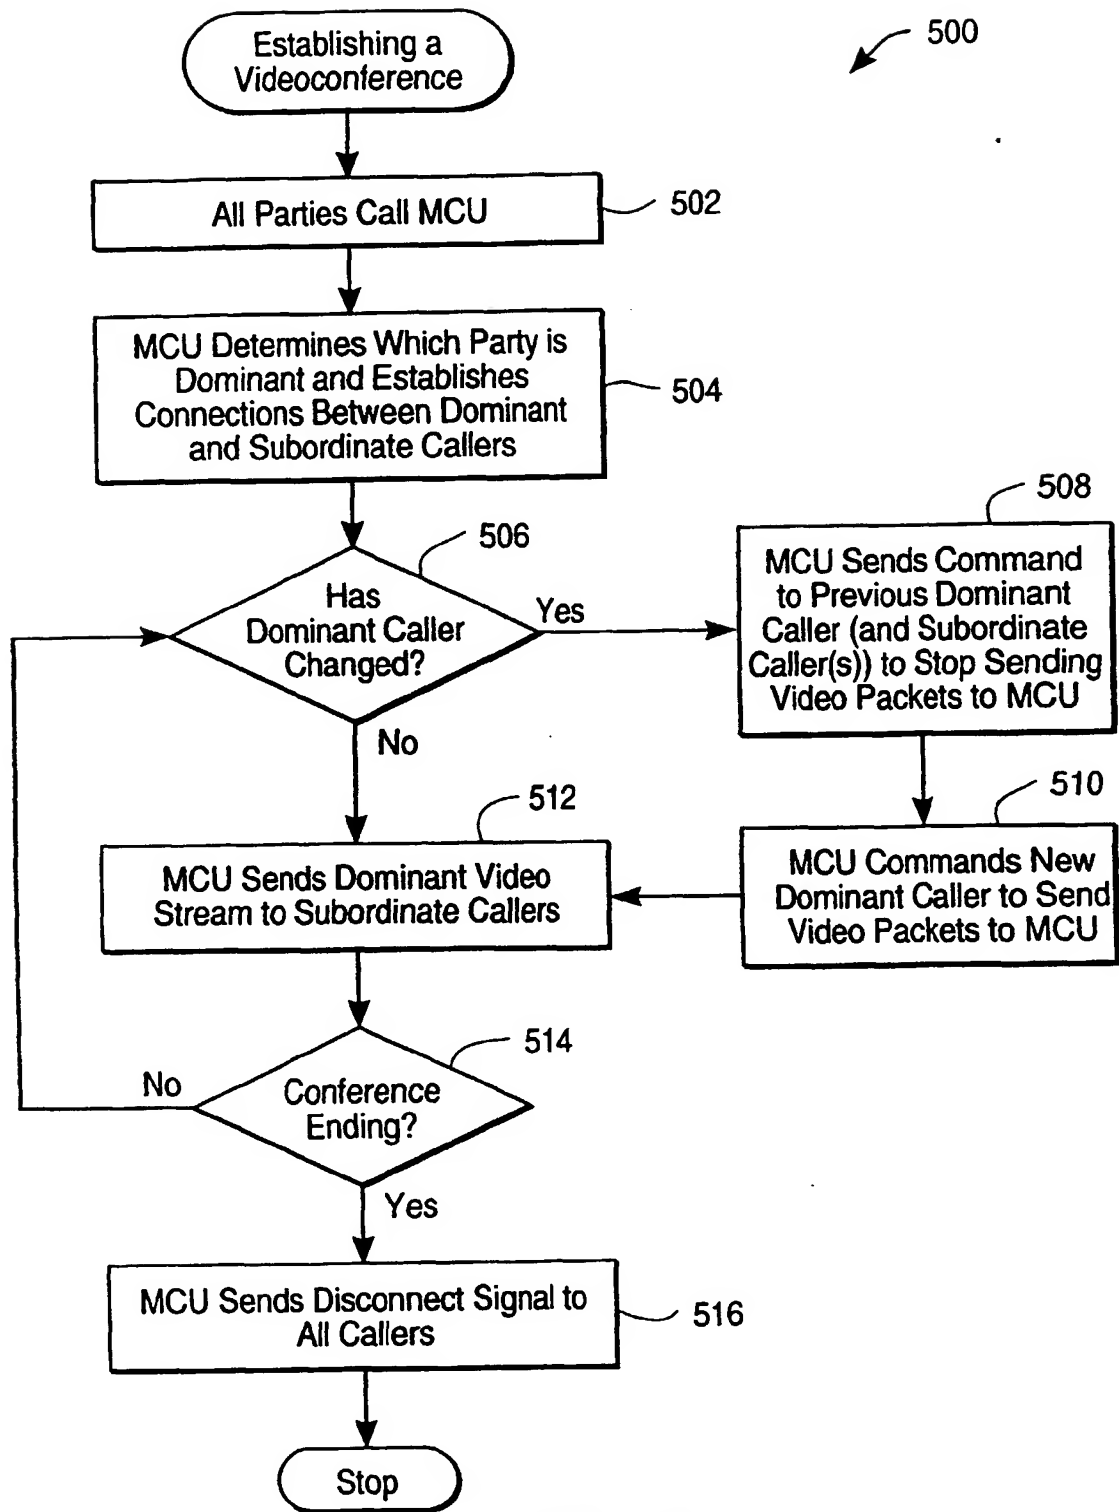 Establishing a
Videoconference
500
All Parties Call MCU
502
MCU Determines Which Party is
Dominant and Establishes
Connections Between Dominant
and Subordinate Callers
504
506
Has
Dominant Caller
Changed?
Yes
No
508
MCU Sends Command
to Previous Dominant
Caller (and Subordinate
Caller(s)) to Stop Sending
Video Packets to MCU
510
MCU Commands New
Dominant Caller to Send
Video Packets to MCU
512
MCU Sends Dominant Video
Stream to Subordinate Callers
514
Conference
Ending?
No
Yes
MCU Sends Disconnect Signal to
All Callers
516
Stop